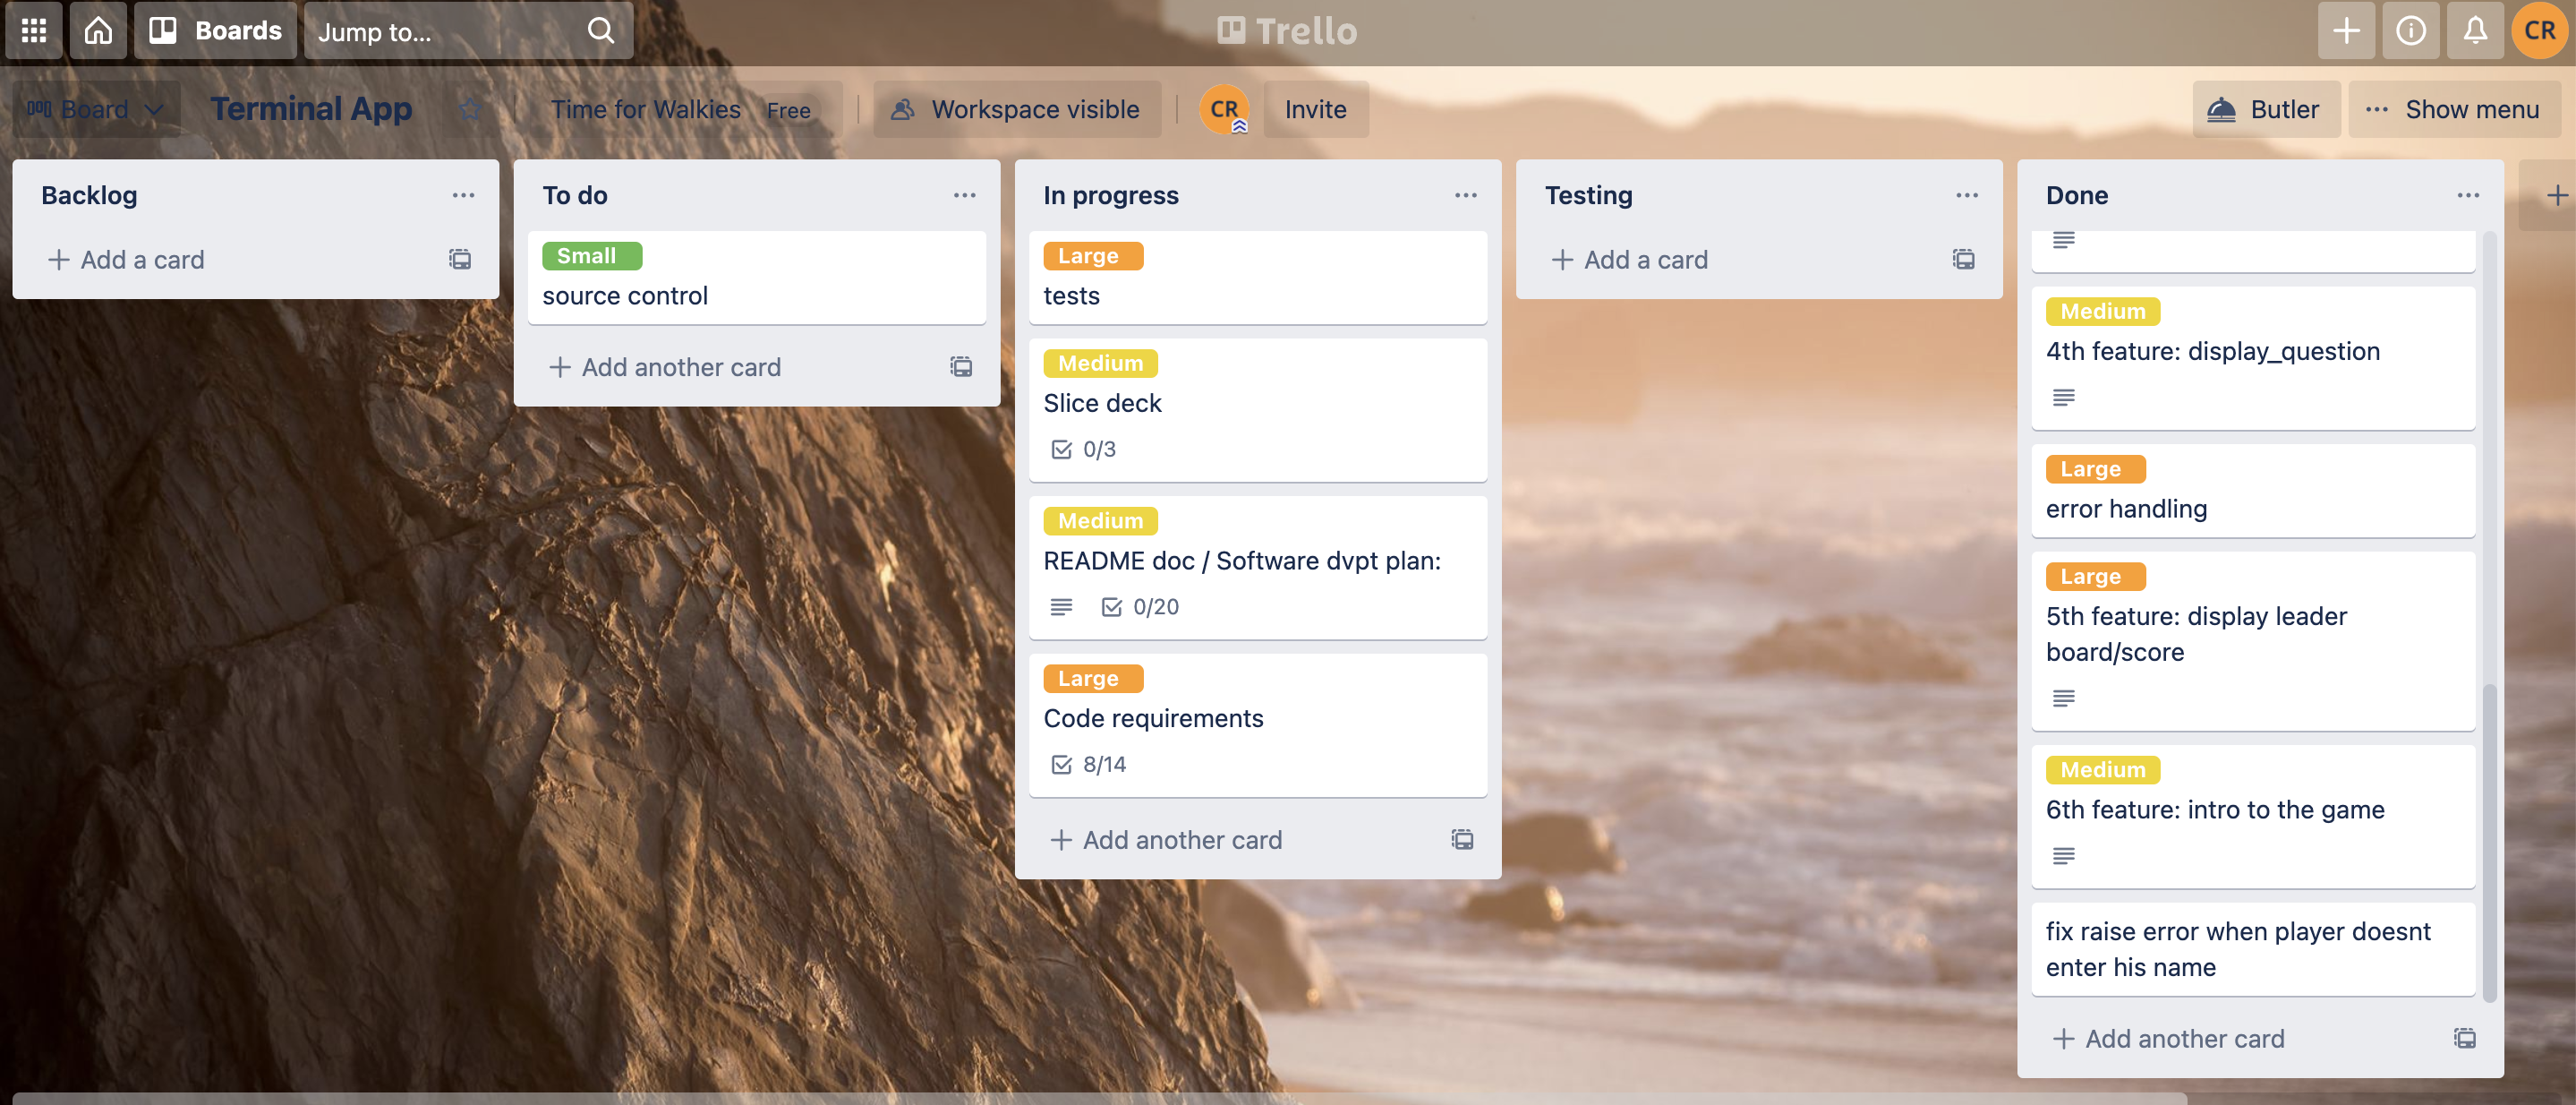 Boards
Jump to...
Trello
CR
Board
Terminal App
Time for Walkies Free
Workspace visible
CR
Invite
Butler
... Show menu
Backlog
Add a card
To do
Small
source control
Add another card
In progress
Large
tests
Medium
Slice deck
0/3
Medium
README doc / Software dvpt plan:
0/20
Large
Code requirements
8/14
Add another card
Testing
Add a card
Done
Medium
4th feature: display_question
Large
error handling
Large
5th feature: display leader
board/score
Medium
6th feature: intro to the game
fix raise error when player doesnt
enter his name
Add another card